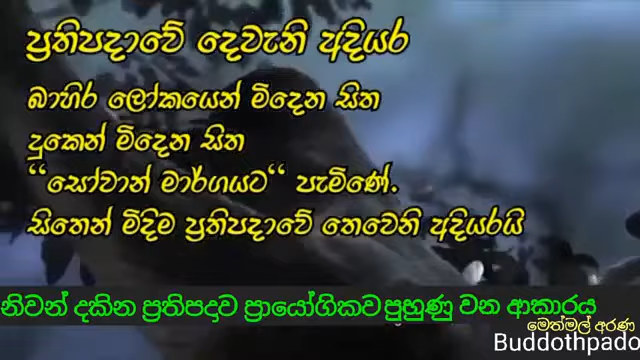 ප්‍රතිපදාවේ දෙවැනි අදියර
බාහිර ලෝකයෙන් මිදෙන සිත
දුකෙන් මිදෙන සිත
“සෝවාන් මාර්ගයට“ පැමිණේ.
සිතෙන් මිදිම ප්‍රතිපදාවේ තෙවෙනි අදියරයි
නිවන් දකින ප්‍රතිපදාව ප්‍රායෝගිකව පුහුණු වන ආකාරය
මෙත්මල් අරණ
Buddothpado